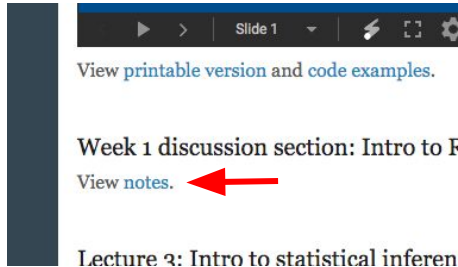 Slide 1
View printable version and code examples.
Week 1 discussion section: Intro to
View notes.
Lecture 3: Intro to statistical inferen